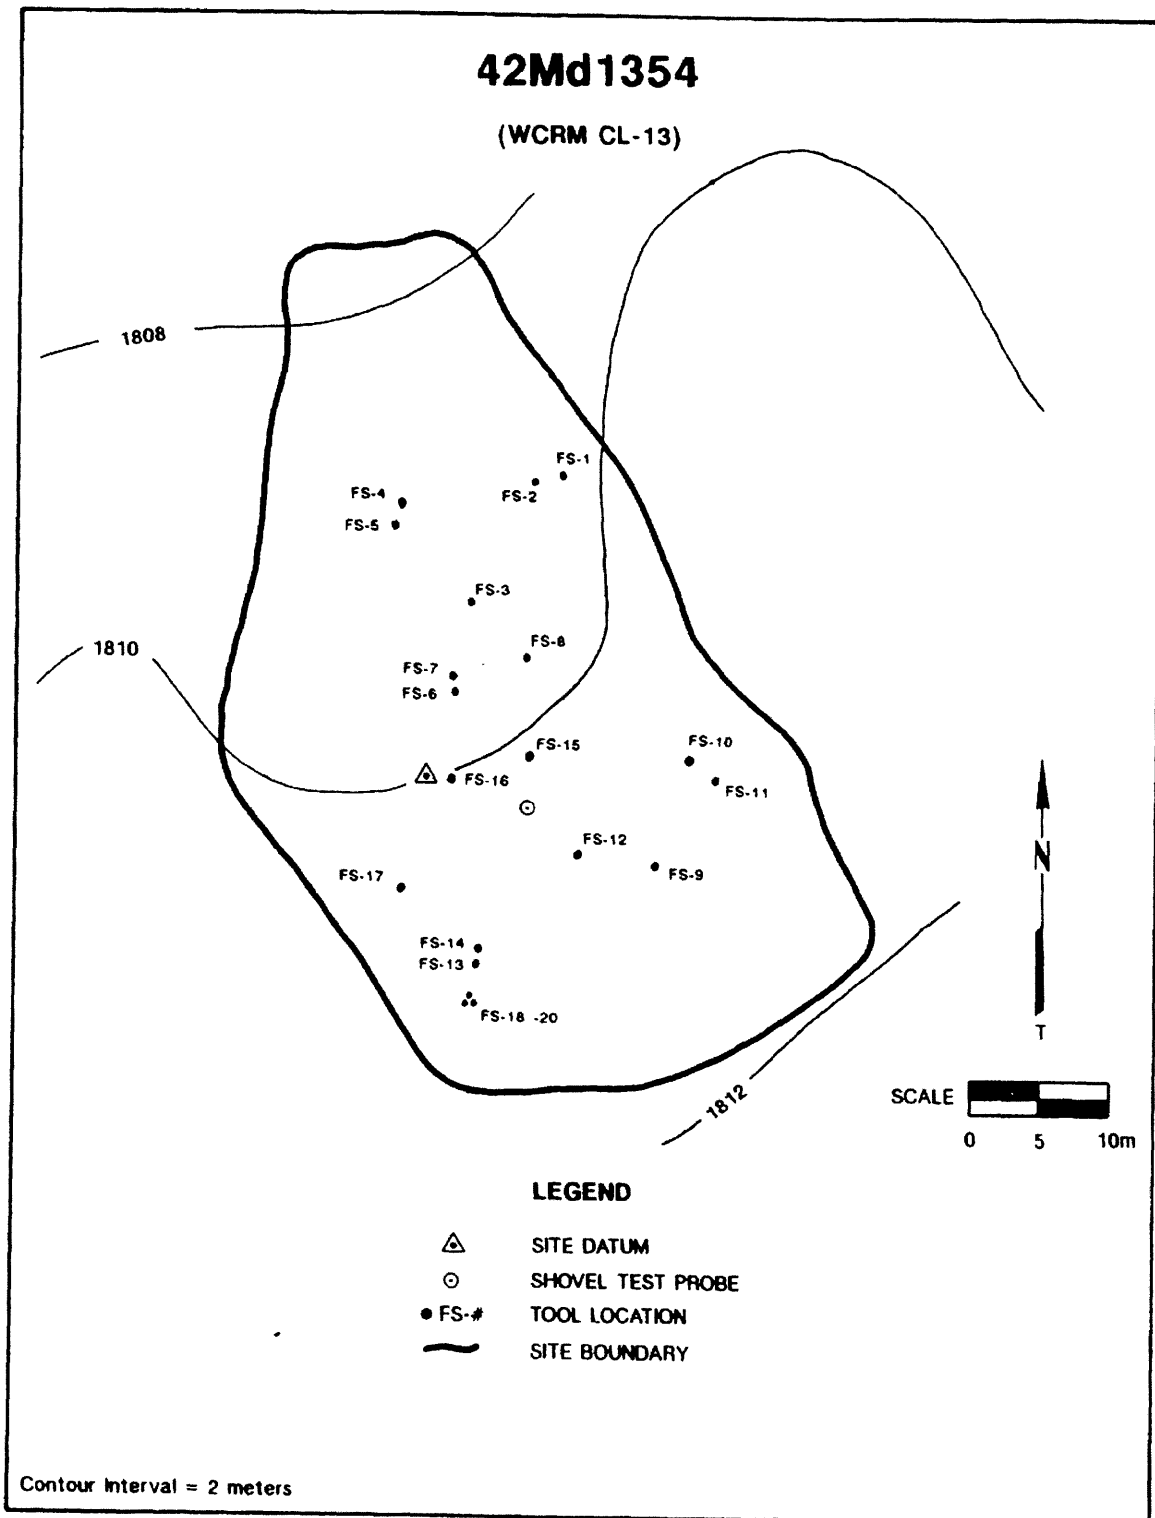 42Md1354
(WCRM CL-13)
1808
FS-1
FS-2
FS-4
FS-5
FS-3
FS-8
1810
FS-7
FS-6
FS-15
FS-10
FS-16
FS-11
FS-12
FS-17
FS-9
FS-14
FS-13
FS-18 -20
N
T
1812
SCALE
0 5 10m
LEGEND
SITE DATUM
SHOVEL TEST PROBE
FS-# TOOL LOCATION
SITE BOUNDARY
Contour Interval = 2 meters